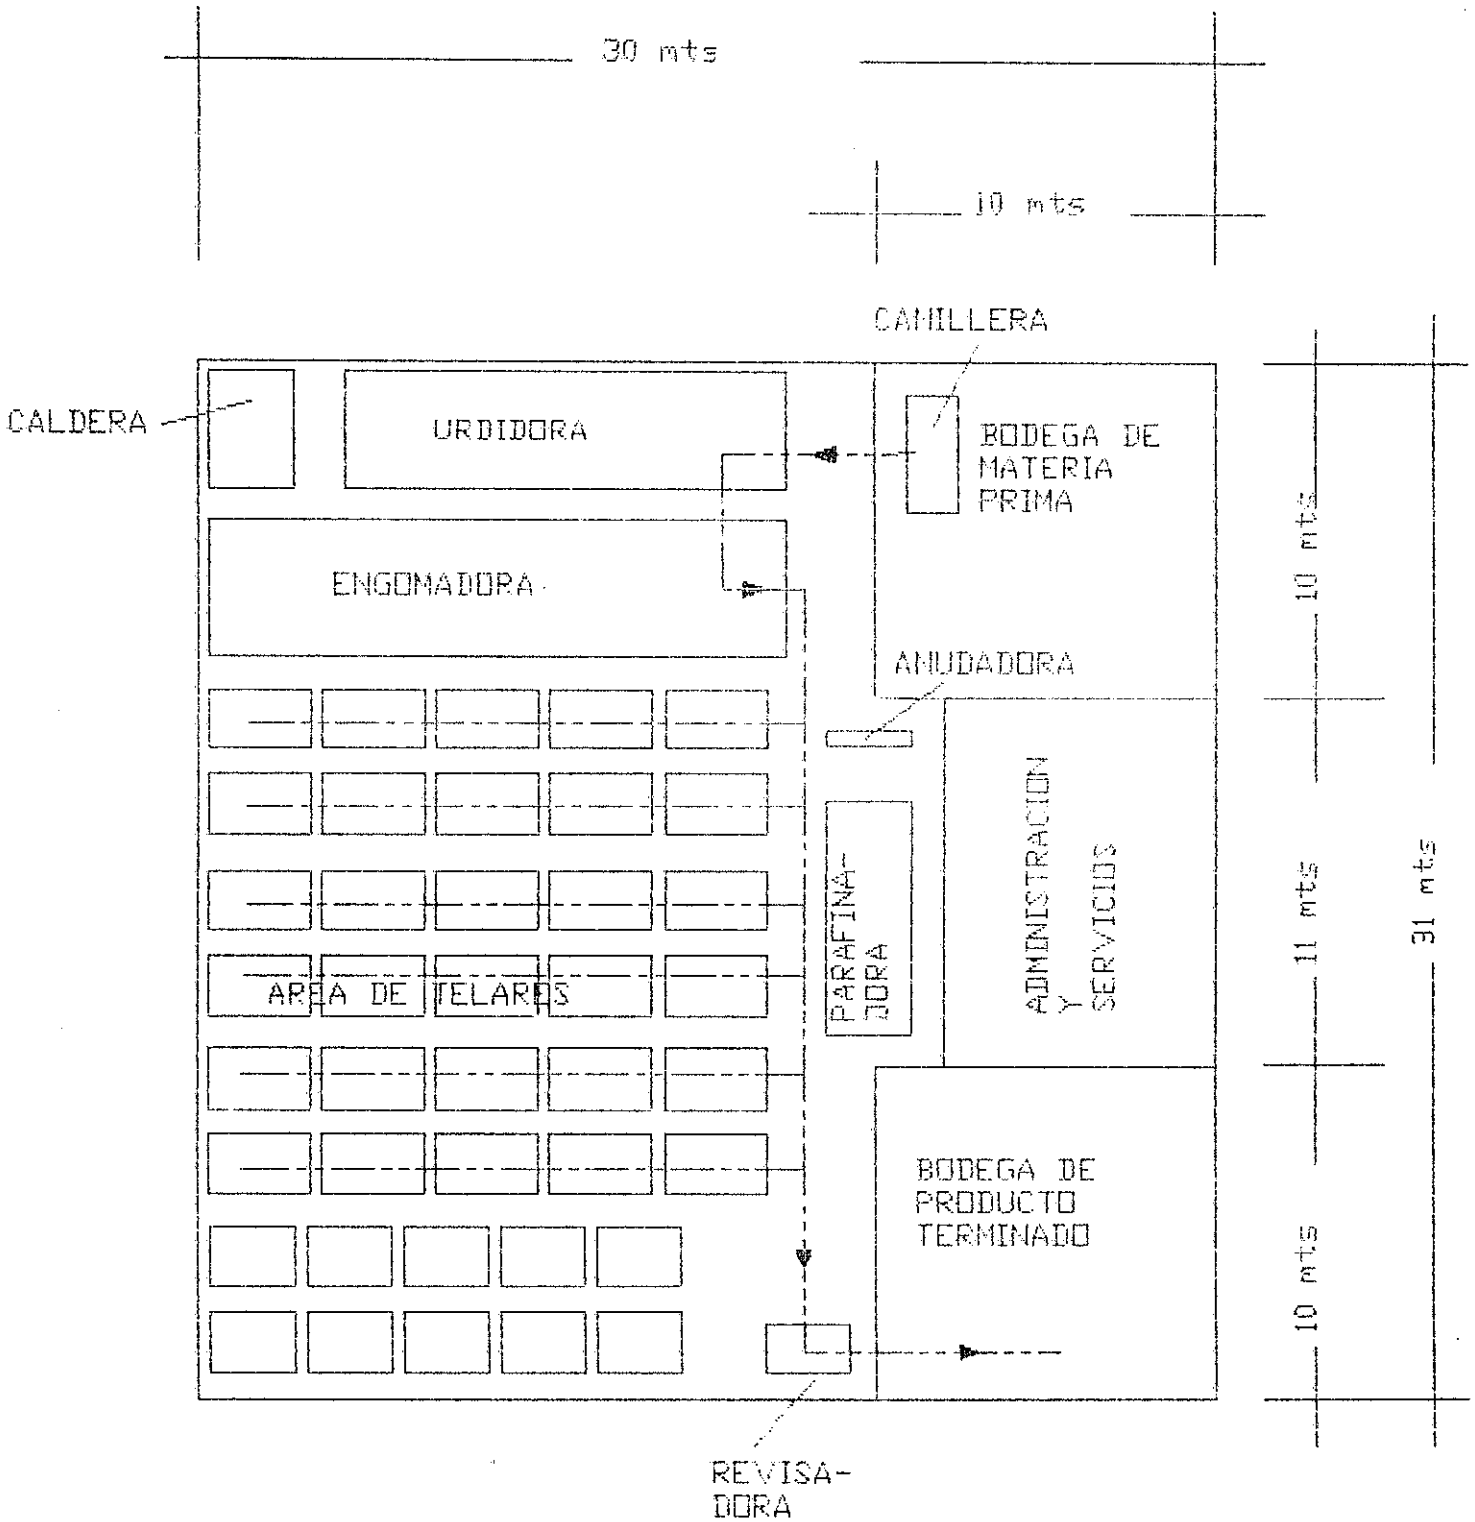 30 mts
10 mts
CANILLERA
CALDERA
URDIDORA
BODEGA DE
MATERIA
PRIMA
10 mts
ENGOMADORA
ANUDADORA
ADMINISTRACION
Y
SERVICIOS
PARAFINA-
DORA
11 mts
31 mts
AREA DE TELARES
BODEGA DE
PRODUCTO
TERMINADO
10 mts
REVISA-
DORA